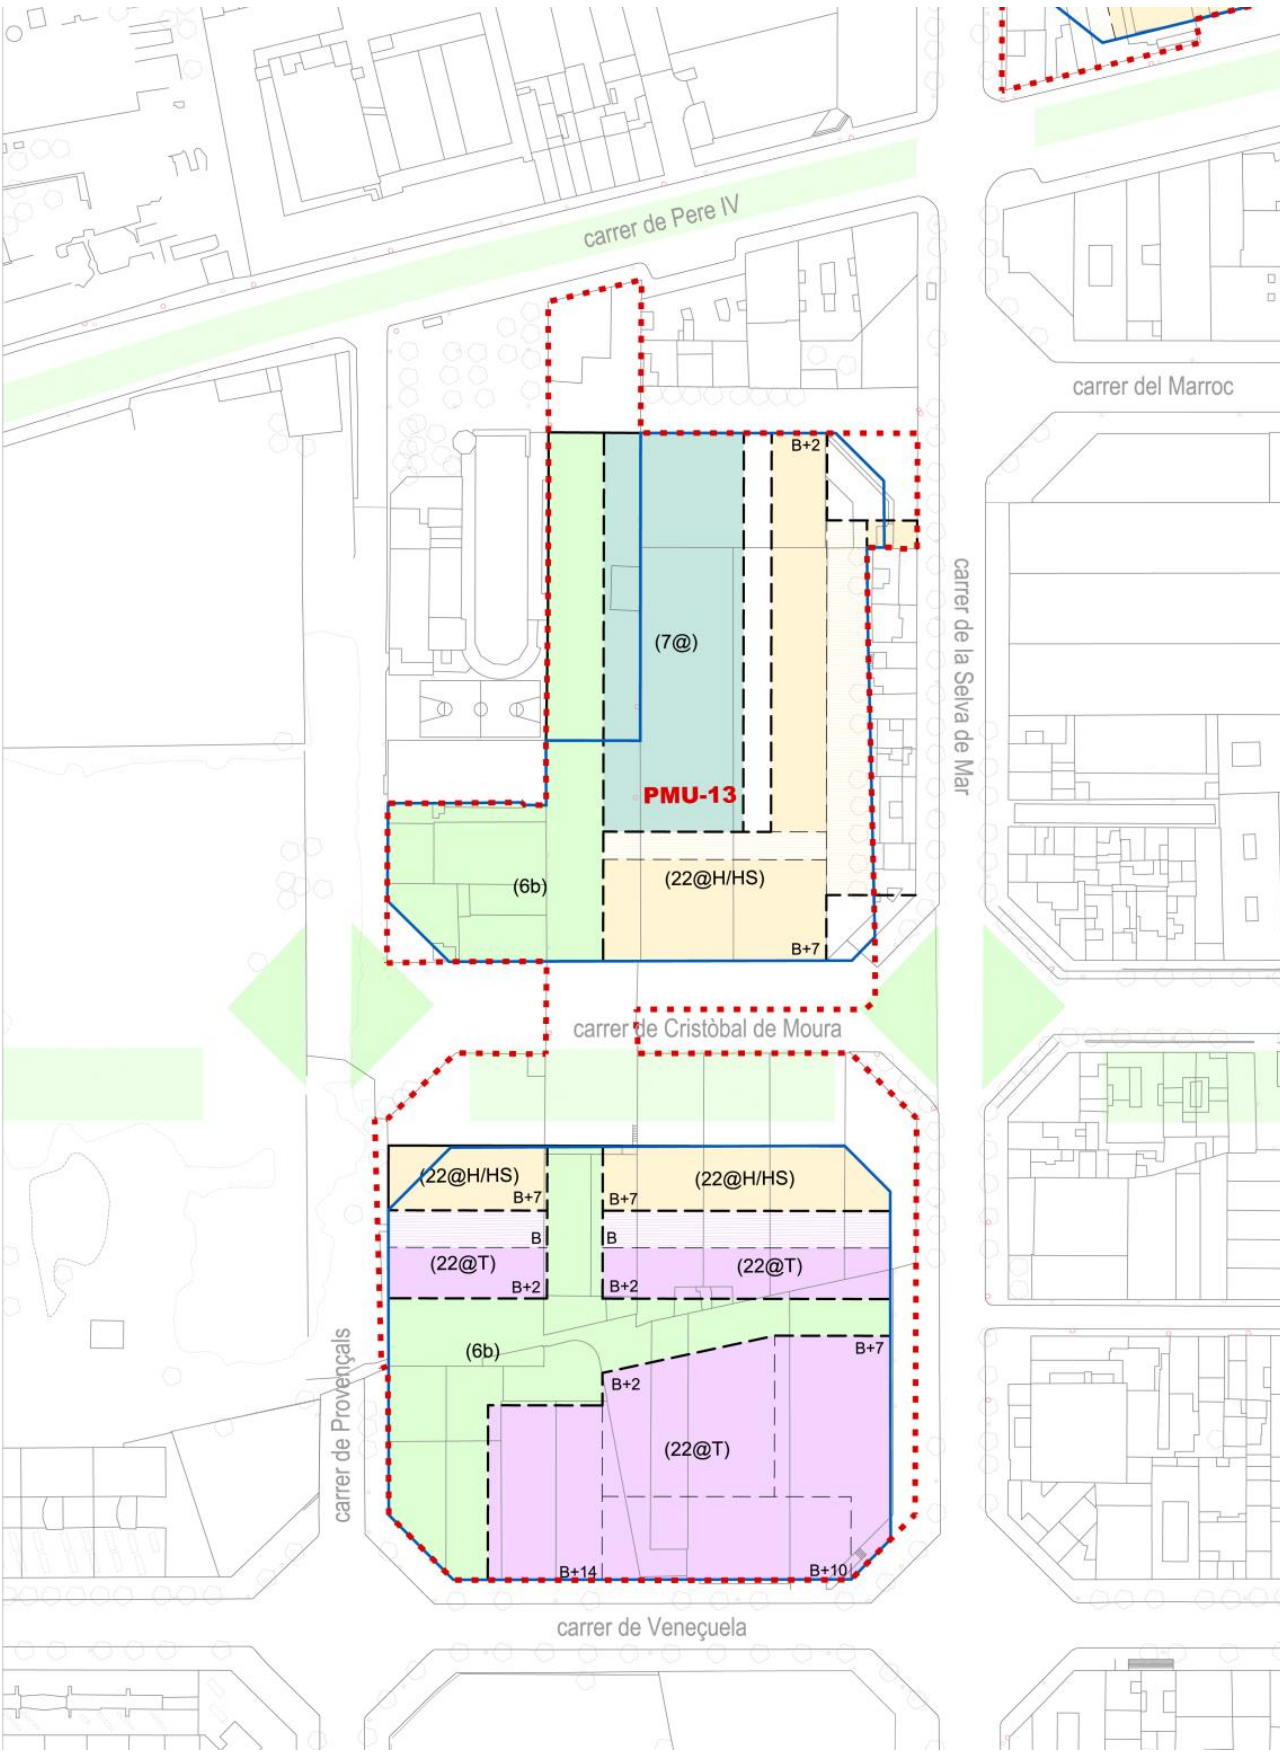 carrer de Pere IV
carrer del Marroc
B+2
(7@)
carrer de la Selva de Mar
PMU-13
(6b)
(22@H/HS)
B+7
carrer de Cristòbal de Moura
(22@H/HS)
(22@H/HS)
B+7
B+7
B
B
(22@T)
(22@T)
B+2
B+2
(6b)
B+7
B+2
carrer de Provençals
(22@T)
B+14
B+10
carrer de Veneçuela